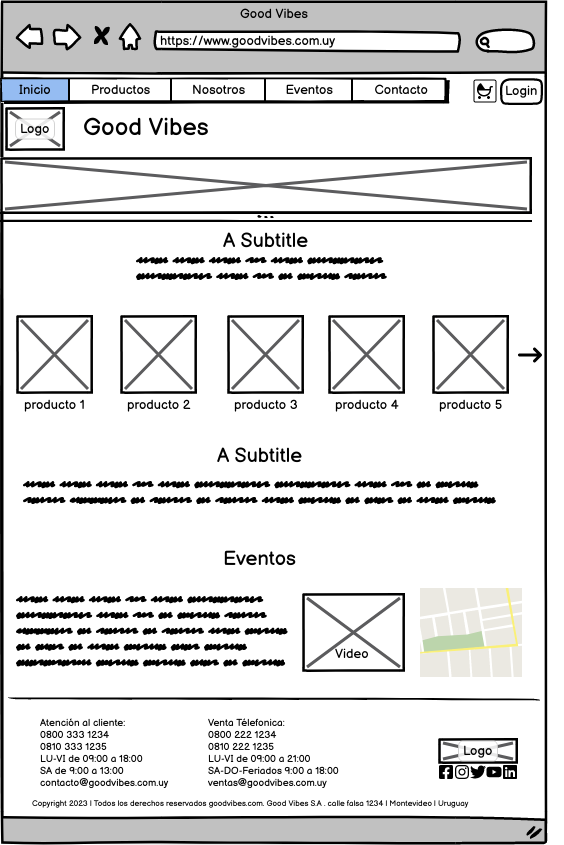 Good Vibes
https://www.goodvibes.com.uy
Inicio Productos Nosotros Eventos Contacto Login
Logo Good Vibes
A Subtitle
producto 1 producto 2 producto 3 producto 4 producto 5
A Subtitle
Eventos
Video
Atención al cliente:
0800 333 1234
0810 333 1235
LU-VI de 09:00 a 18:00
SA de 9:00 a 13:00
contacto@goodvibes.com.uy
Venta Télefonica:
0800 222 1234
0810 222 1235
LU-VI de 09:00 a 21:00
SA-DO-Feriados 9:00 a 18:00
ventas@goodvibes.com.uy
Logo
Copyright 2023 | Todos los derechos reservados goodvibes.com. Good Vibes S.A . calle falsa 1234 | Montevideo | Uruguay